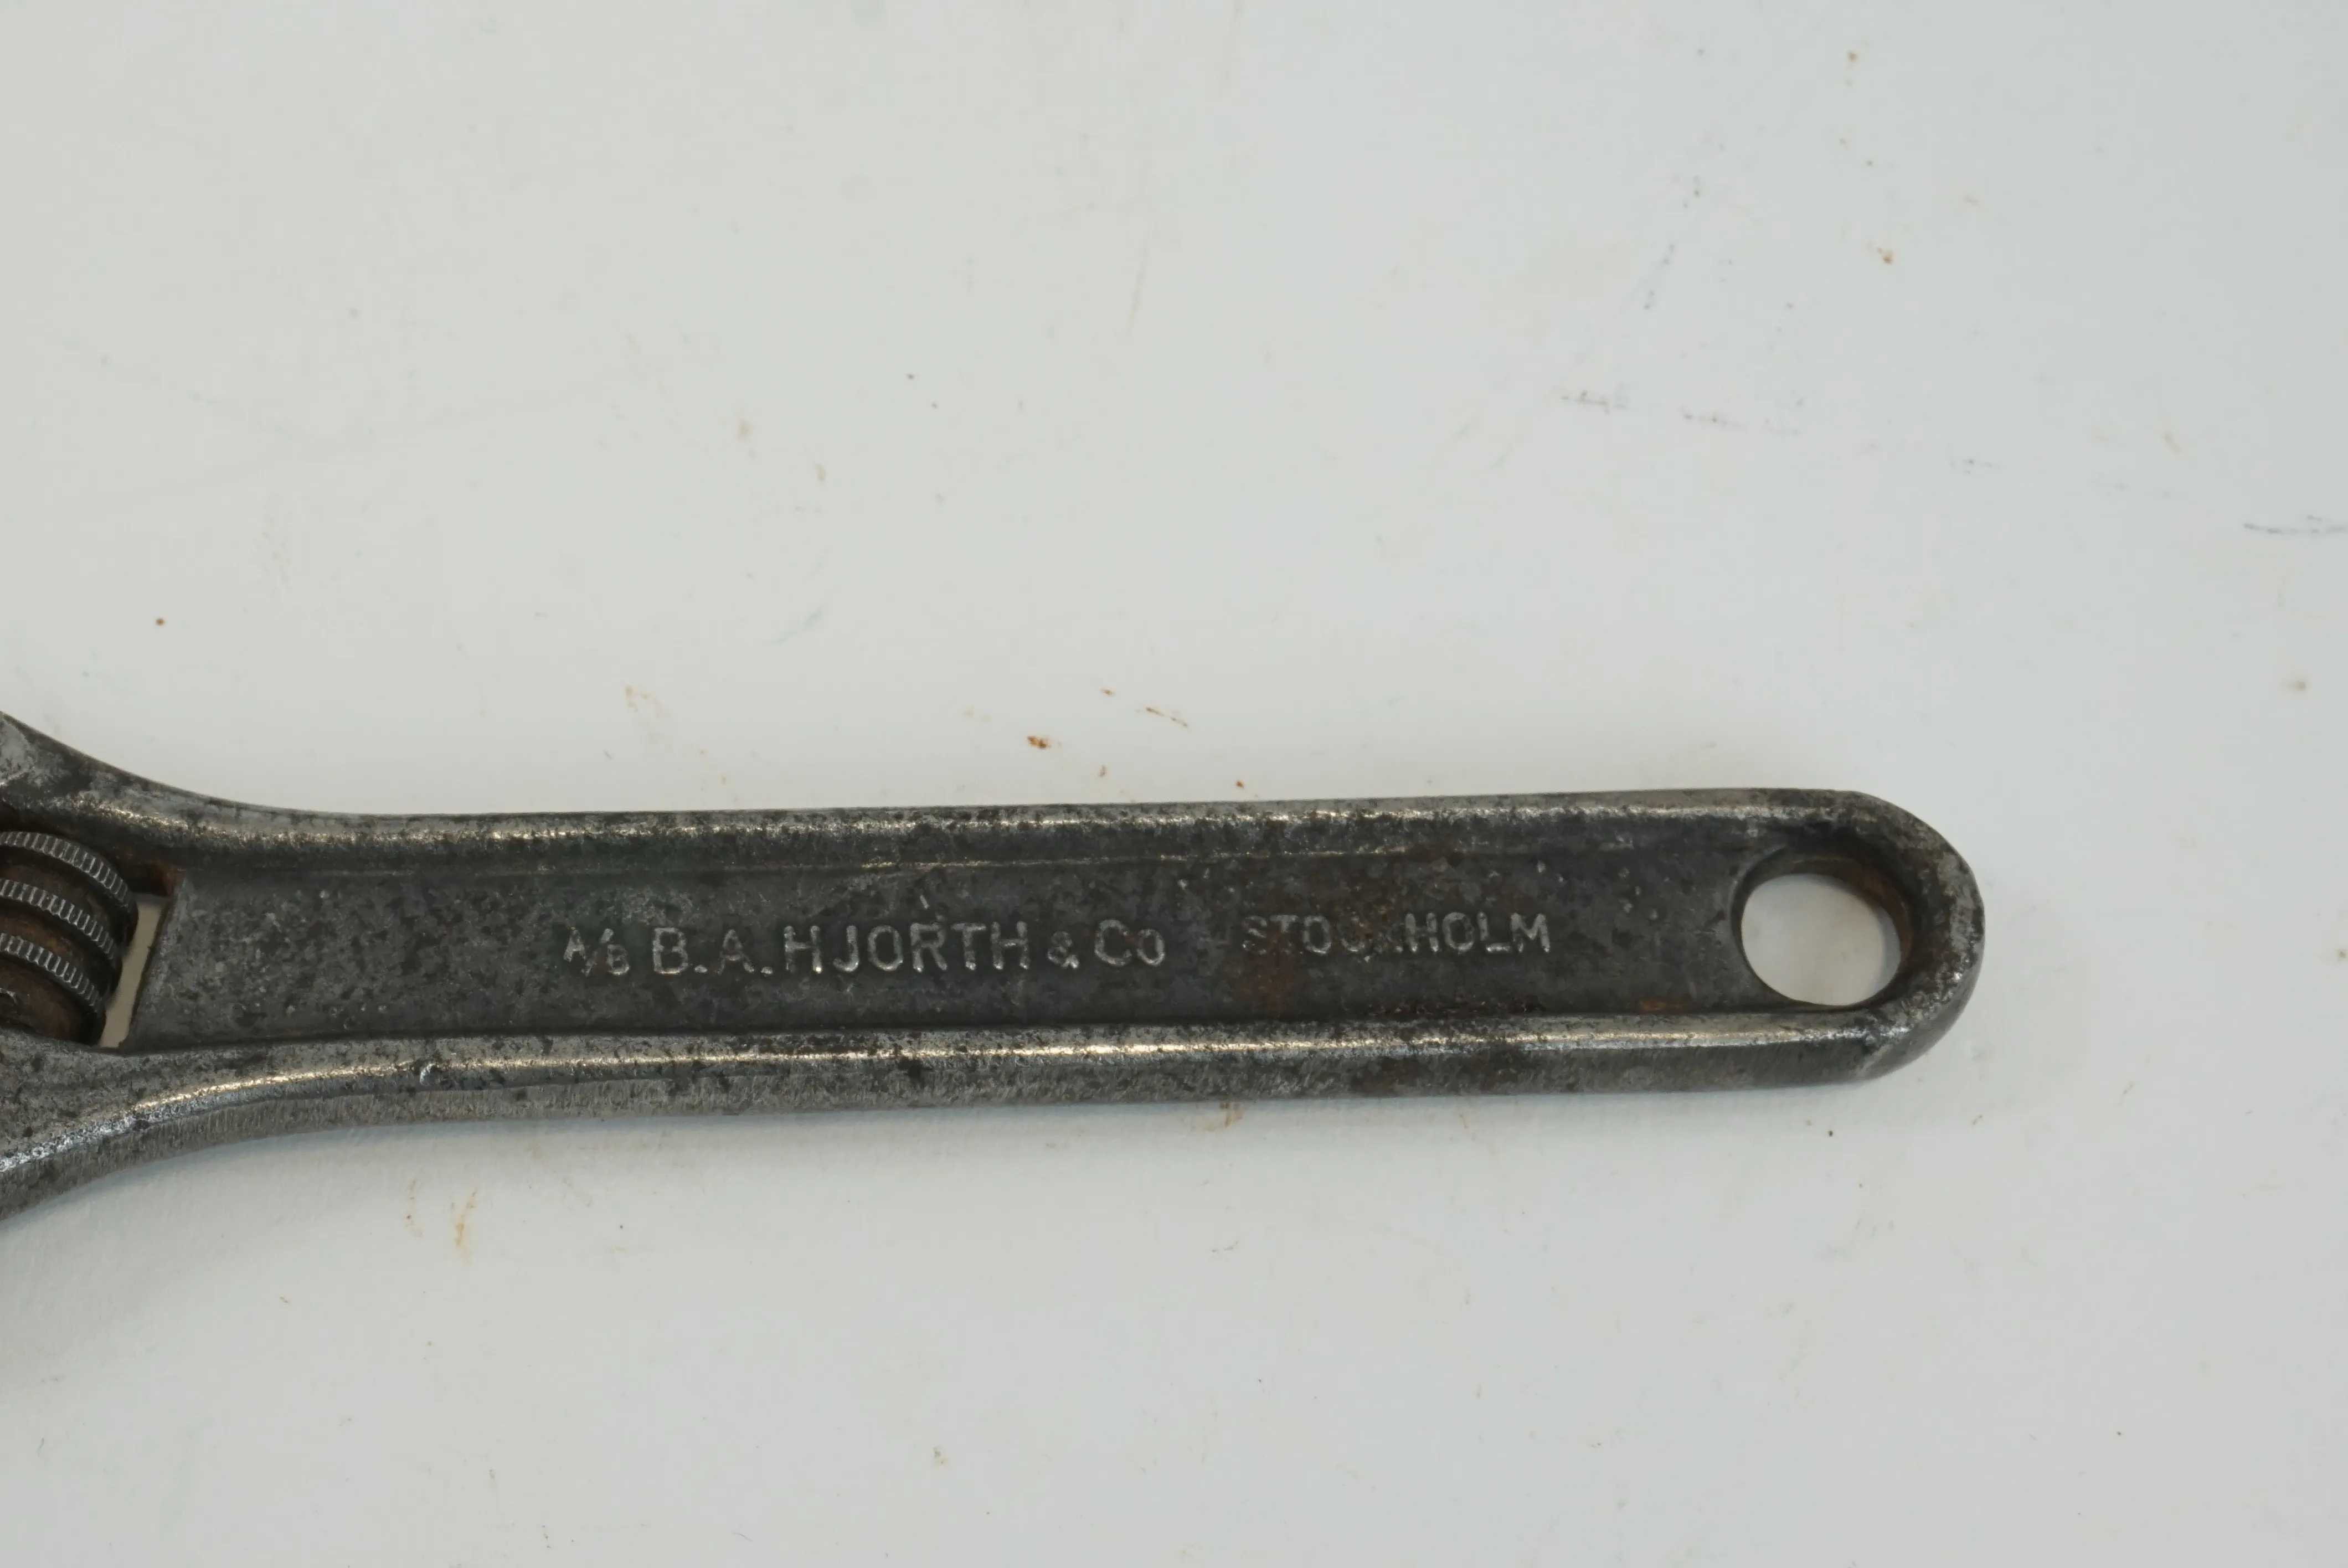 A/B B.A.HJORTH & Co STOCKHOLM